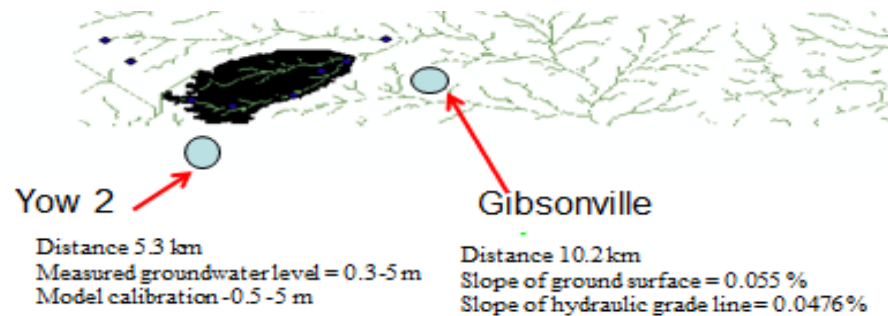 Yow 2
Distance 5.3 km
Measured groundwater level = 0.3-5 m
Model calibration -0.5 -5 m
Gibsonville
Distance 10.2 km
Slope of ground surface = 0.055 %
Slope of hydraulic grade line= 0.0476%